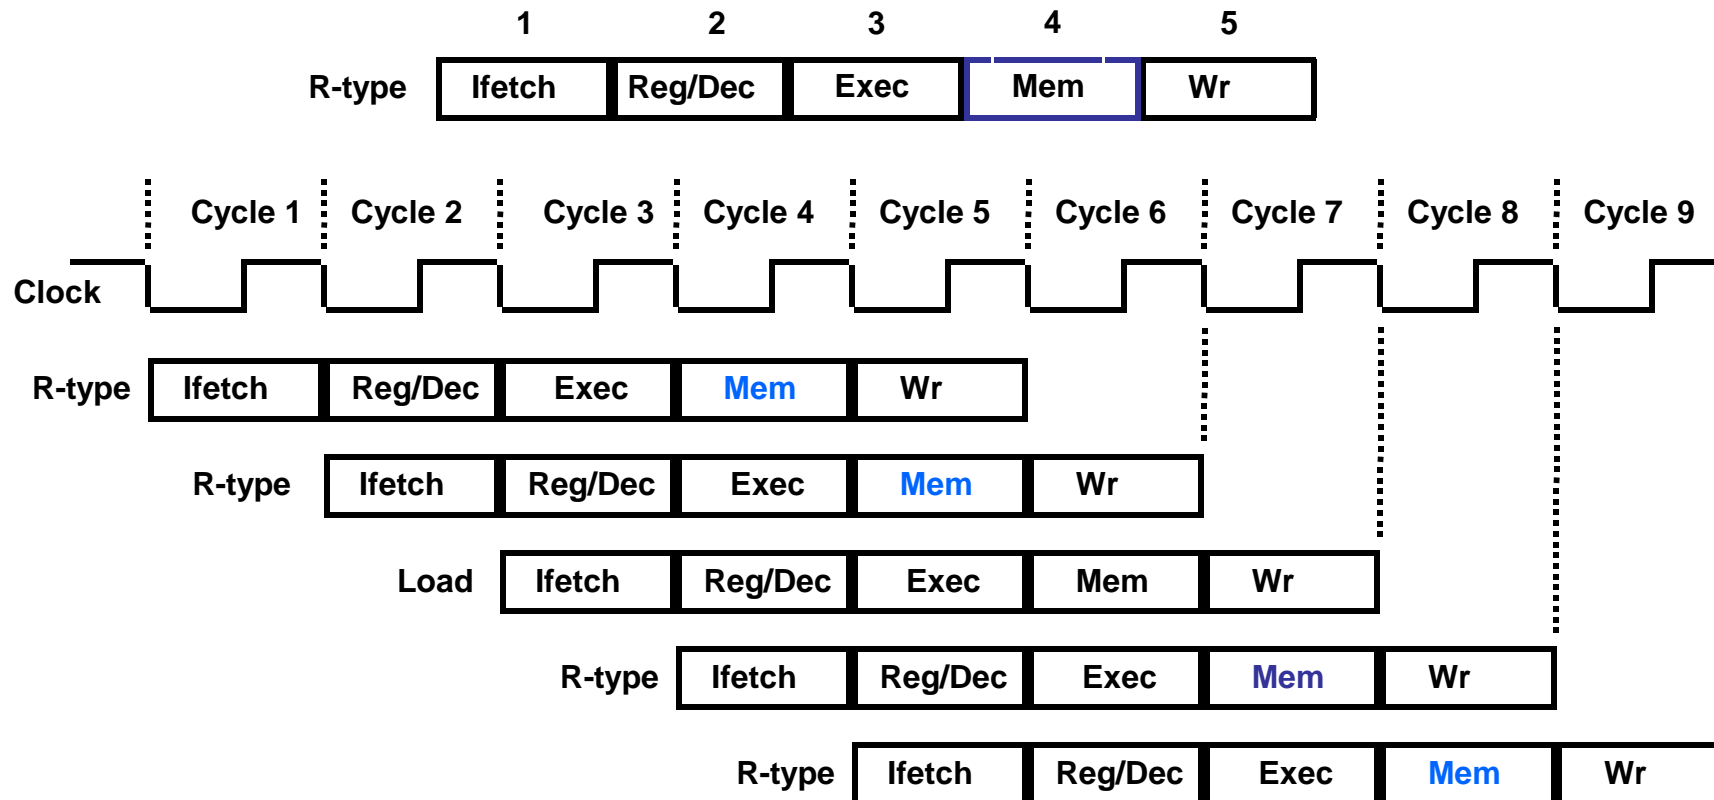 1 2 3 4 5
R-type Ifetch Reg/Dec Exec Mem Wr
Cycle 1 Cycle 2 Cycle 3 Cycle 4 Cycle 5 Cycle 6 Cycle 7 Cycle 8 Cycle 9
Clock
R-type Ifetch Reg/Dec Exec Mem Wr
R-type Ifetch Reg/Dec Exec Mem Wr
Load Ifetch Reg/Dec Exec Mem Wr
R-type Ifetch Reg/Dec Exec Mem Wr
R-type Ifetch Reg/Dec Exec Mem Wr